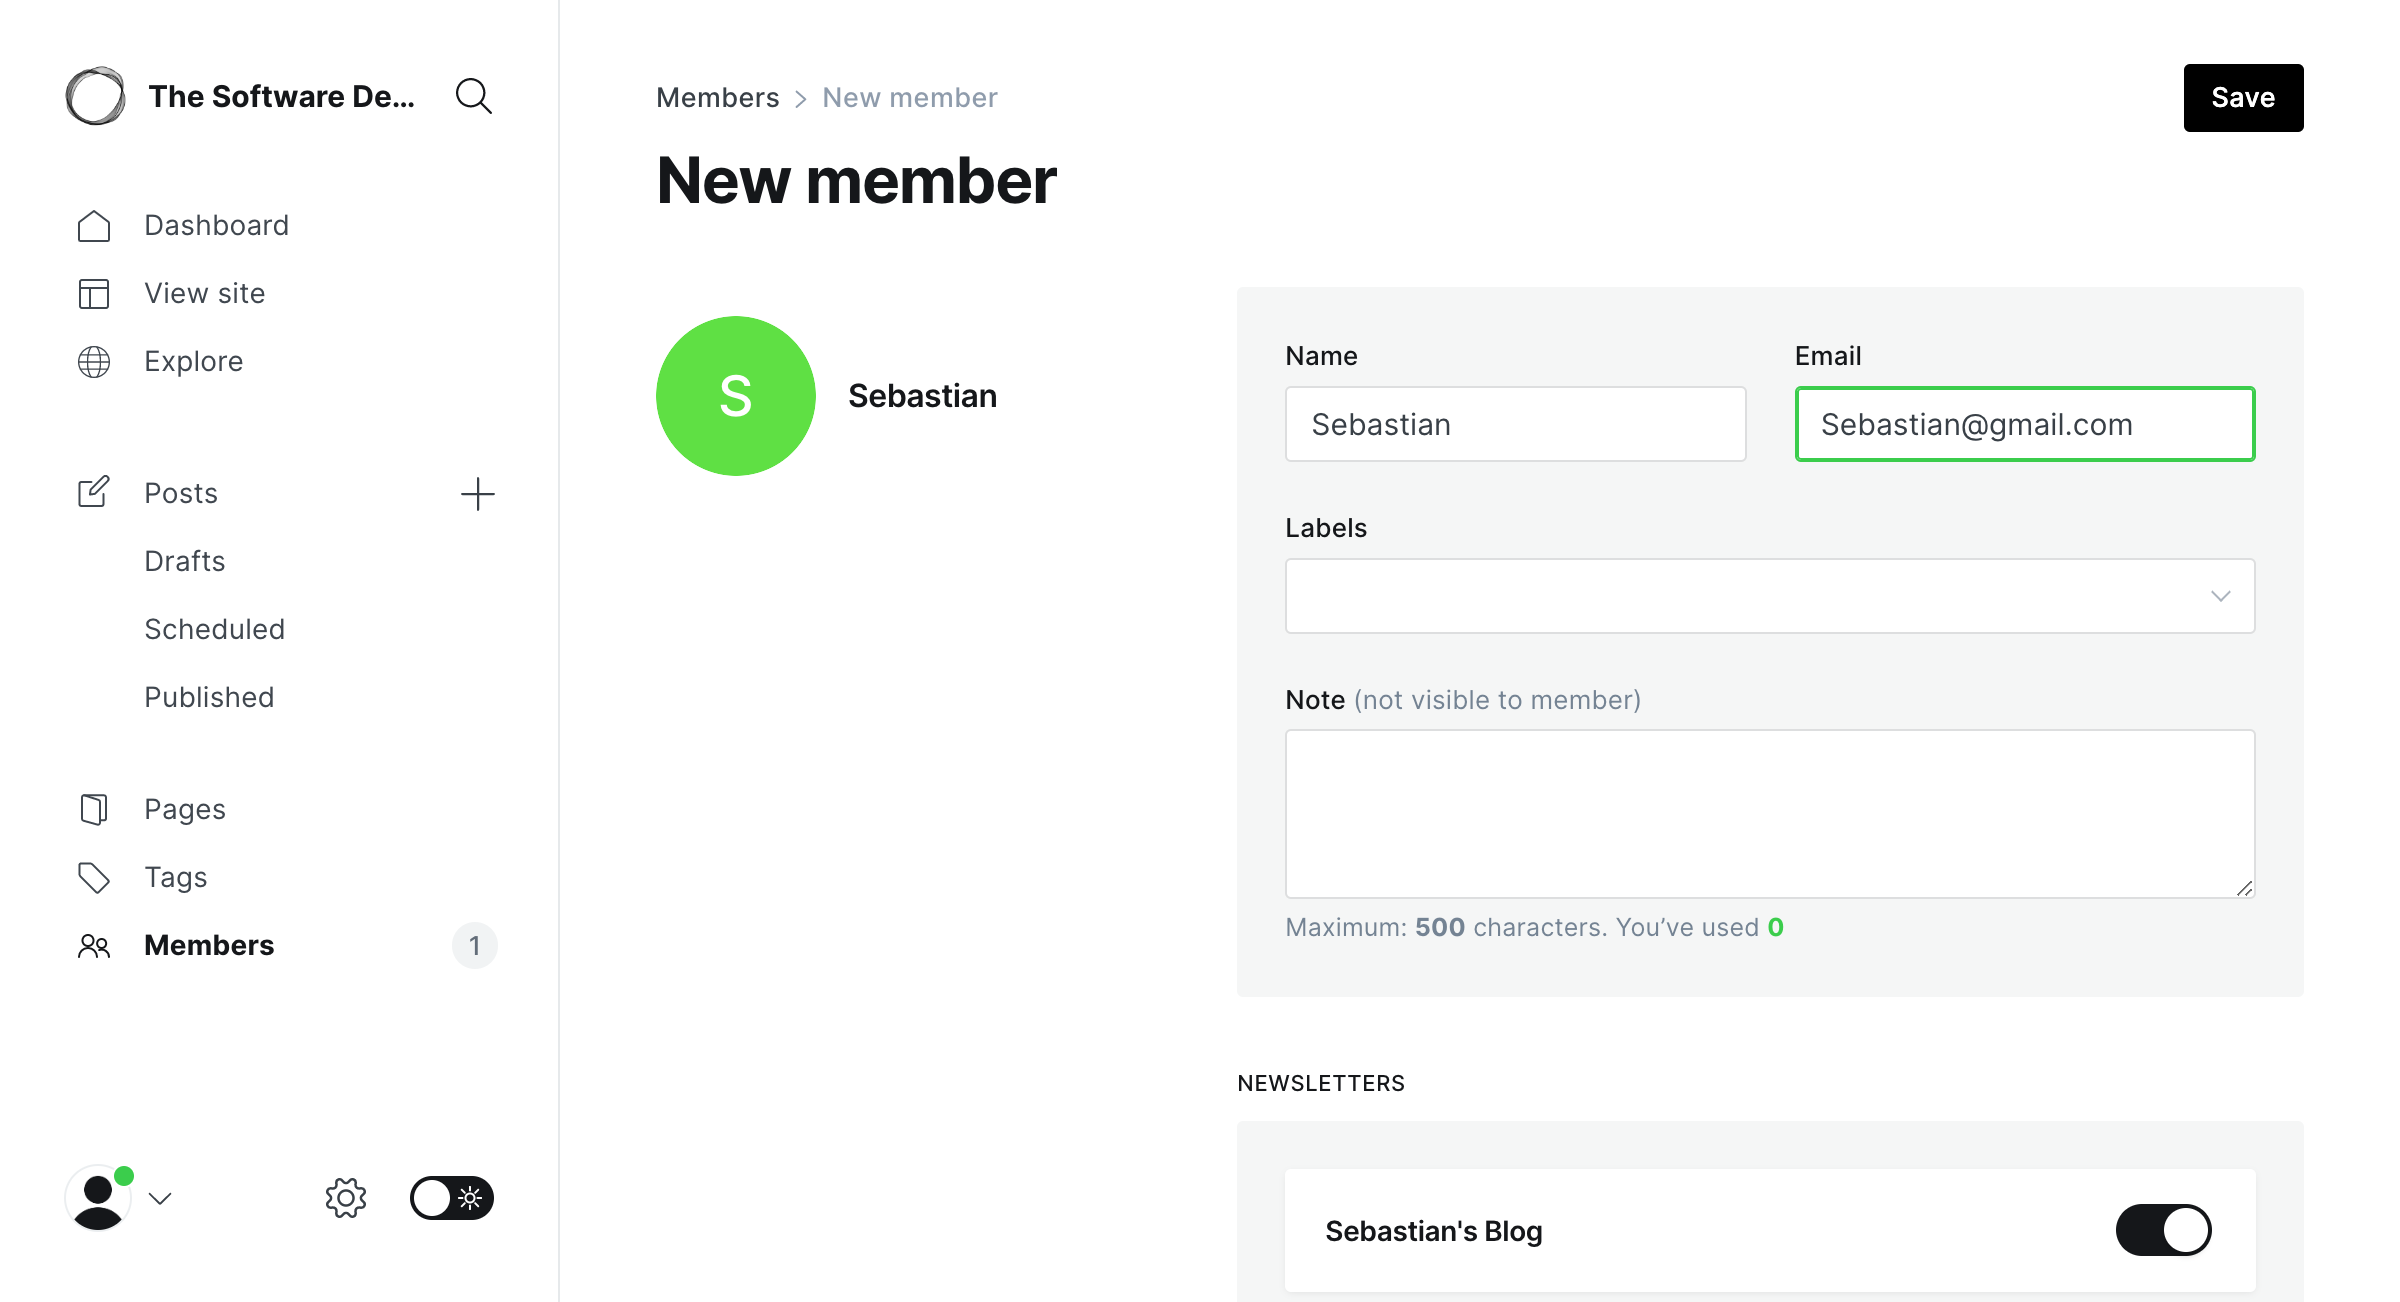 The Software De...
Dashboard
View site
Explore
Posts
Drafts
Scheduled
Published
Pages
Tags
Members 1
Members > New member
Save
New member
S
Sebastian
Name
Sebastian
Email
Sebastian@gmail.com
Labels
Note (not visible to member)
Maximum: 500 characters. You’ve used 0
NEWSLETTERS
Sebastian's Blog